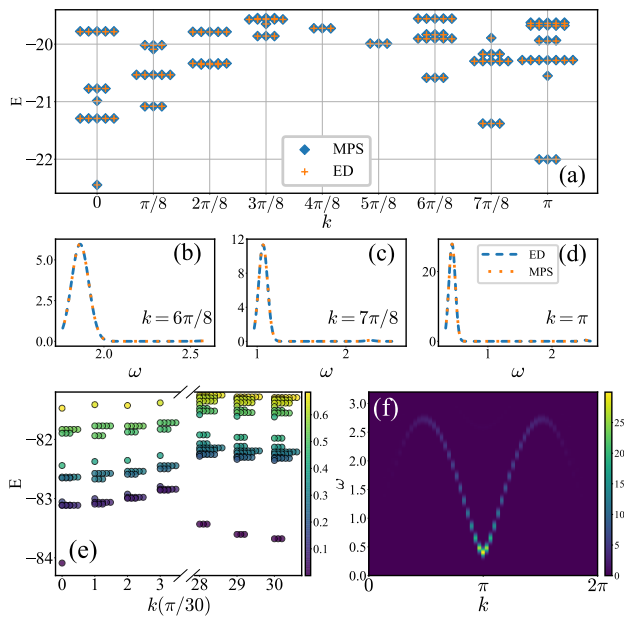 −20
−21
−22
E
MPS
ED
(a)
0
π/8
2π/8
3π/8
4π/8
5π/8
6π/8
7π/8
π
k
5.0
2.5
0.0
(b)
k = 6π/8
2.0
2.5
ω
12
8
4
0
(c)
k = 7π/8
1
2
ω
20
0
(d)
ED
MPS
k = π
1
2
ω
−82
−83
−84
E
(e)
0
1
2
3
28
29
30
k(π/30)
0.6
0.5
0.4
0.3
0.2
0.1
3.0
2.5
2.0
1.5
1.0
0.5
0.0
ω
(f)
0
π
2π
k
25
20
15
10
5
0